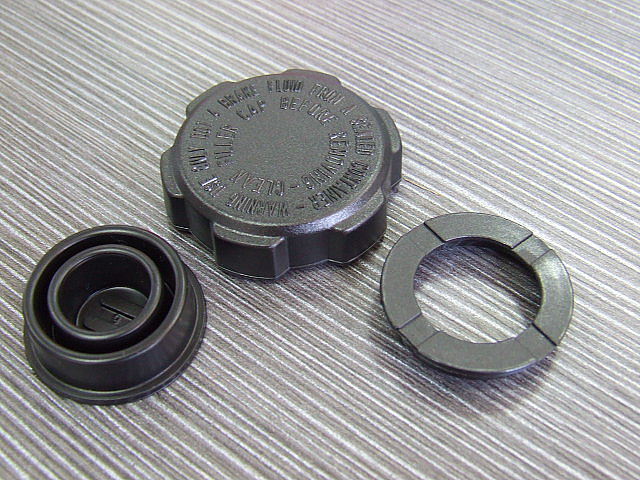 WARNING USE ONLY DOT 4 BRAKE FLUID FROM A SEALED CONTAINER -
CLEAN FILLER CAP BEFORE REMOVING -